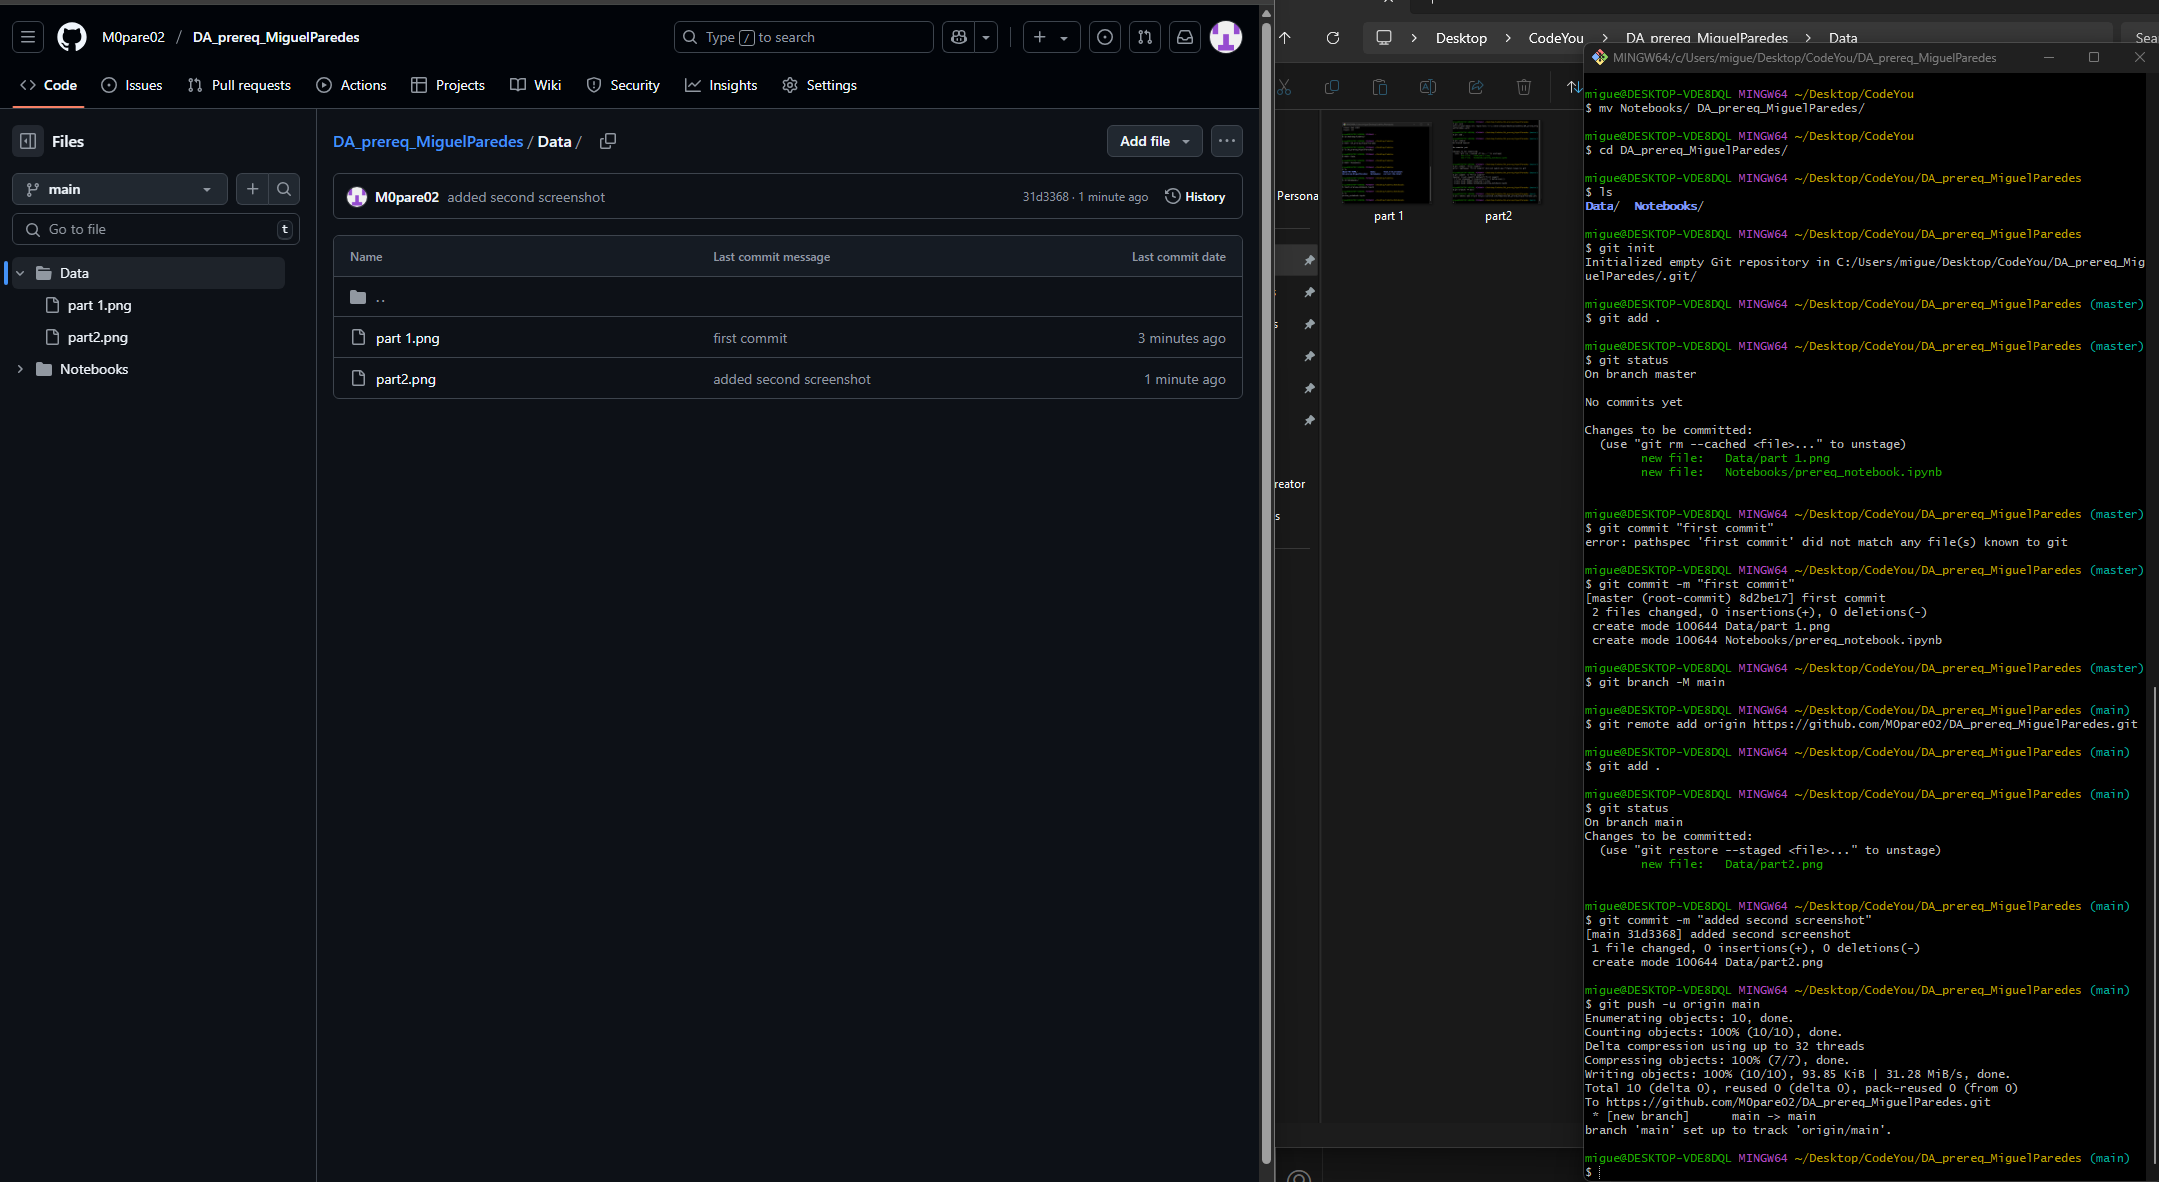 M0pare02 / DA_prereq_MiguelParedes
Type / to search
Code Issues Pull requests Actions Projects Wiki Security Insights Settings
Files
main
Go to file t
Data
part 1.png
part2.png
Notebooks
DA_prereq_MiguelParedes / Data /
Add file
M0pare02 added second screenshot 31d3368 · 1 minute ago History
Name Last commit message Last commit date
..
part 1.png first commit 3 minutes ago
part2.png added second screenshot 1 minute ago
Desktop > CodeYou > DA_prereq_MiguelParedes > Data
Sea
Persona
reator
s
s
part 1
part2
MINGW64:/c/Users/migue/Desktop/CodeYou/DA_prereq_MiguelParedes
migue@DESKTOP-VDE8DQL MINGW64 ~/Desktop/CodeYou
$ mv Notebooks/ DA_prereq_MiguelParedes/
migue@DESKTOP-VDE8DQL MINGW64 ~/Desktop/CodeYou
$ cd DA_prereq_MiguelParedes/
migue@DESKTOP-VDE8DQL MINGW64 ~/Desktop/CodeYou/DA_prereq_MiguelParedes
$ ls
Data/  Notebooks/
migue@DESKTOP-VDE8DQL MINGW64 ~/Desktop/CodeYou/DA_prereq_MiguelParedes
$ git init
Initialized empty Git repository in C:/Users/migue/Desktop/CodeYou/DA_prereq_Mig
uelParedes/.git/
migue@DESKTOP-VDE8DQL MINGW64 ~/Desktop/CodeYou/DA_prereq_MiguelParedes (master)
$ git add .
migue@DESKTOP-VDE8DQL MINGW64 ~/Desktop/CodeYou/DA_prereq_MiguelParedes (master)
$ git status
On branch master
No commits yet
Changes to be committed:
  (use "git rm --cached <file>..." to unstage)
        new file:   Data/part 1.png
        new file:   Notebooks/prereq_notebook.ipynb
migue@DESKTOP-VDE8DQL MINGW64 ~/Desktop/CodeYou/DA_prereq_MiguelParedes (master)
$ git commit "first commit"
error: pathspec 'first commit' did not match any file(s) known to git
migue@DESKTOP-VDE8DQL MINGW64 ~/Desktop/CodeYou/DA_prereq_MiguelParedes (master)
$ git commit -m "first commit"
[master (root-commit) 8d2be17] first commit
 2 files changed, 0 insertions(+), 0 deletions(-)
 create mode 100644 Data/part 1.png
 create mode 100644 Notebooks/prereq_notebook.ipynb
migue@DESKTOP-VDE8DQL MINGW64 ~/Desktop/CodeYou/DA_prereq_MiguelParedes (master)
$ git branch -M main
migue@DESKTOP-VDE8DQL MINGW64 ~/Desktop/CodeYou/DA_prereq_MiguelParedes (main)
$ git remote add origin https://github.com/M0pare02/DA_prereq_MiguelParedes.git
migue@DESKTOP-VDE8DQL MINGW64 ~/Desktop/CodeYou/DA_prereq_MiguelParedes (main)
$ git add .
migue@DESKTOP-VDE8DQL MINGW64 ~/Desktop/CodeYou/DA_prereq_MiguelParedes (main)
$ git status
On branch main
Changes to be committed:
  (use "git restore --staged <file>..." to unstage)
        new file:   Data/part2.png
migue@DESKTOP-VDE8DQL MINGW64 ~/Desktop/CodeYou/DA_prereq_MiguelParedes (main)
$ git commit -m "added second screenshot"
[main 31d3368] added second screenshot
 1 file changed, 0 insertions(+), 0 deletions(-)
 create mode 100644 Data/part2.png
migue@DESKTOP-VDE8DQL MINGW64 ~/Desktop/CodeYou/DA_prereq_MiguelParedes (main)
$ git push -u origin main
Enumerating objects: 10, done.
Counting objects: 100% (10/10), done.
Delta compression using up to 32 threads
Compressing objects: 100% (7/7), done.
Writing objects: 100% (10/10), 93.85 KiB | 31.28 MiB/s, done.
Total 10 (delta 0), reused 0 (delta 0), pack-reused 0 (from 0)
To https://github.com/M0pare02/DA_prereq_MiguelParedes.git
 * [new branch]      main -> main
branch 'main' set up to track 'origin/main'.
migue@DESKTOP-VDE8DQL MINGW64 ~/Desktop/CodeYou/DA_prereq_MiguelParedes (main)
$